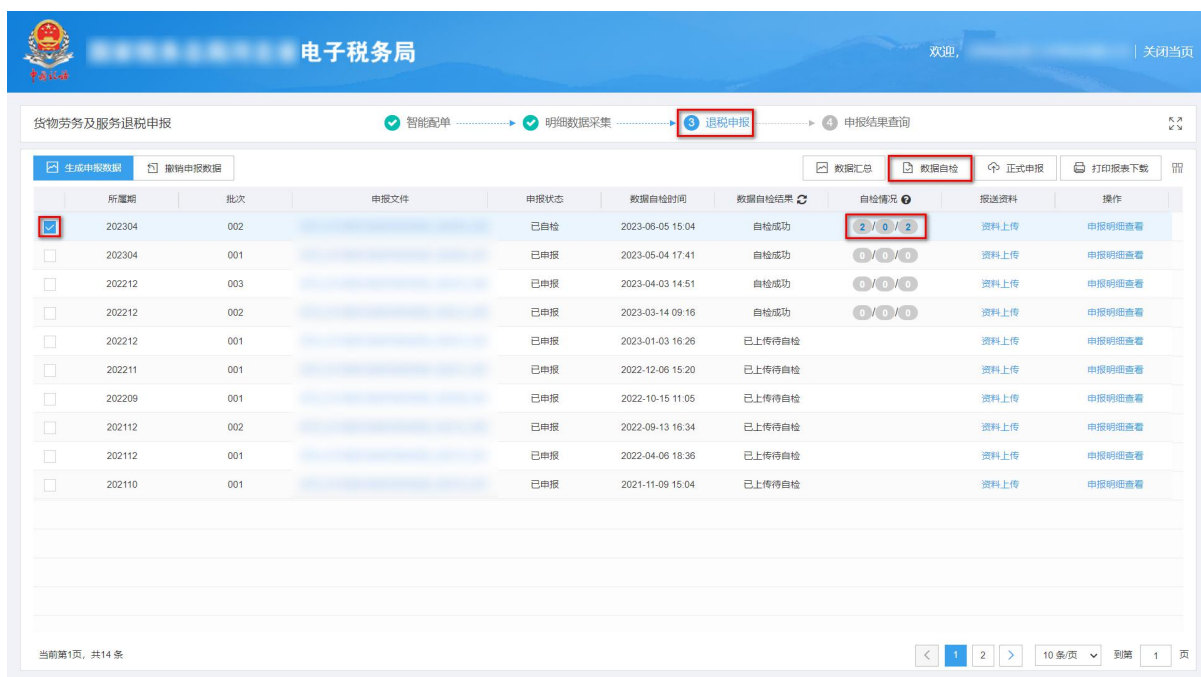 电子税务局
欢迎,
关闭当页
货物劳务及服务退税申报
智能配单
明细数据采集
3 退税申报
4 申报结果查询
生成申报数据 撤销申报数据 数据汇总 数据自检 正式申报 打印报表下载
所属期 批次 申报文件 申报状态 数据自检时间 数据自检结果 自检情况 报送资料 操作
202304 002 已自检 2023-06-05 15:04 自检成功 2 / 0 / 2 资料上传 申报明细查看
202304 001 已申报 2023-05-04 17:41 自检成功 0 / 0 / 0 资料上传 申报明细查看
202212 003 已申报 2023-04-03 14:51 自检成功 0 / 0 / 0 资料上传 申报明细查看
202212 002 已申报 2023-03-14 09:16 自检成功 0 / 0 / 0 资料上传 申报明细查看
202212 001 已申报 2023-01-03 16:26 已上传待自检 资料上传 申报明细查看
202211 001 已申报 2022-12-06 15:20 已上传待自检 资料上传 申报明细查看
202209 001 已申报 2022-10-15 11:05 已上传待自检 资料上传 申报明细查看
202112 002 已申报 2022-09-13 16:34 已上传待自检 资料上传 申报明细查看
202112 001 已申报 2022-04-06 18:36 已上传待自检 资料上传 申报明细查看
202110 001 已申报 2021-11-09 15:04 已上传待自检 资料上传 申报明细查看
当前第1页, 共14 条 1 2 10 条/页 到第 1 页